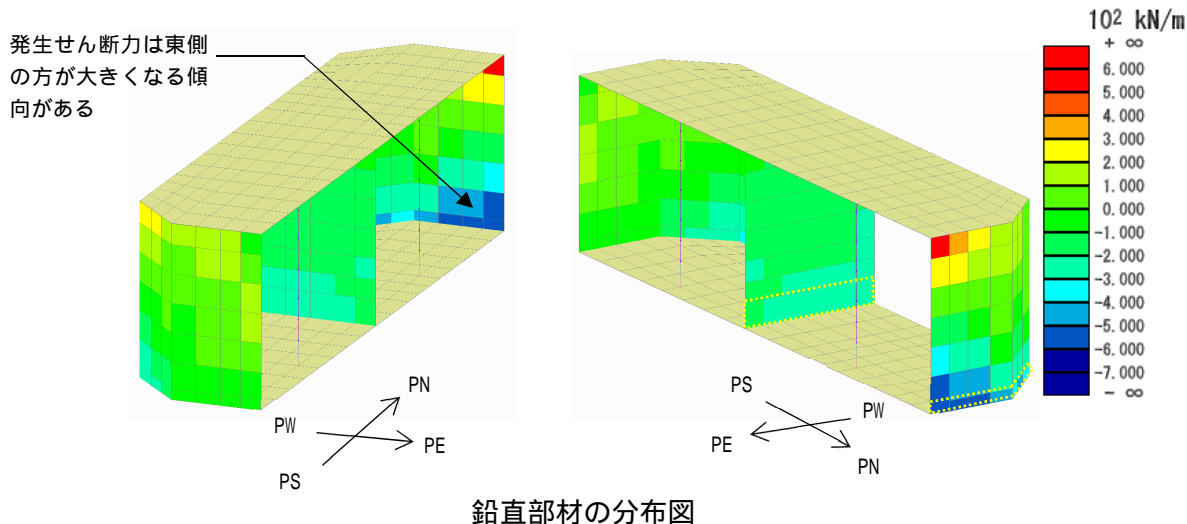 発生せん断力は東側
の方が大きくなる傾
向がある
10² kN/m
+ ∞
6.000
5.000
4.000
3.000
2.000
1.000
0.000
-1.000
-2.000
-3.000
-4.000
-5.000
-6.000
-7.000
- ∞
PN
PW
PE
PS
PS
PW
PE
PN
鉛直部材の分布図